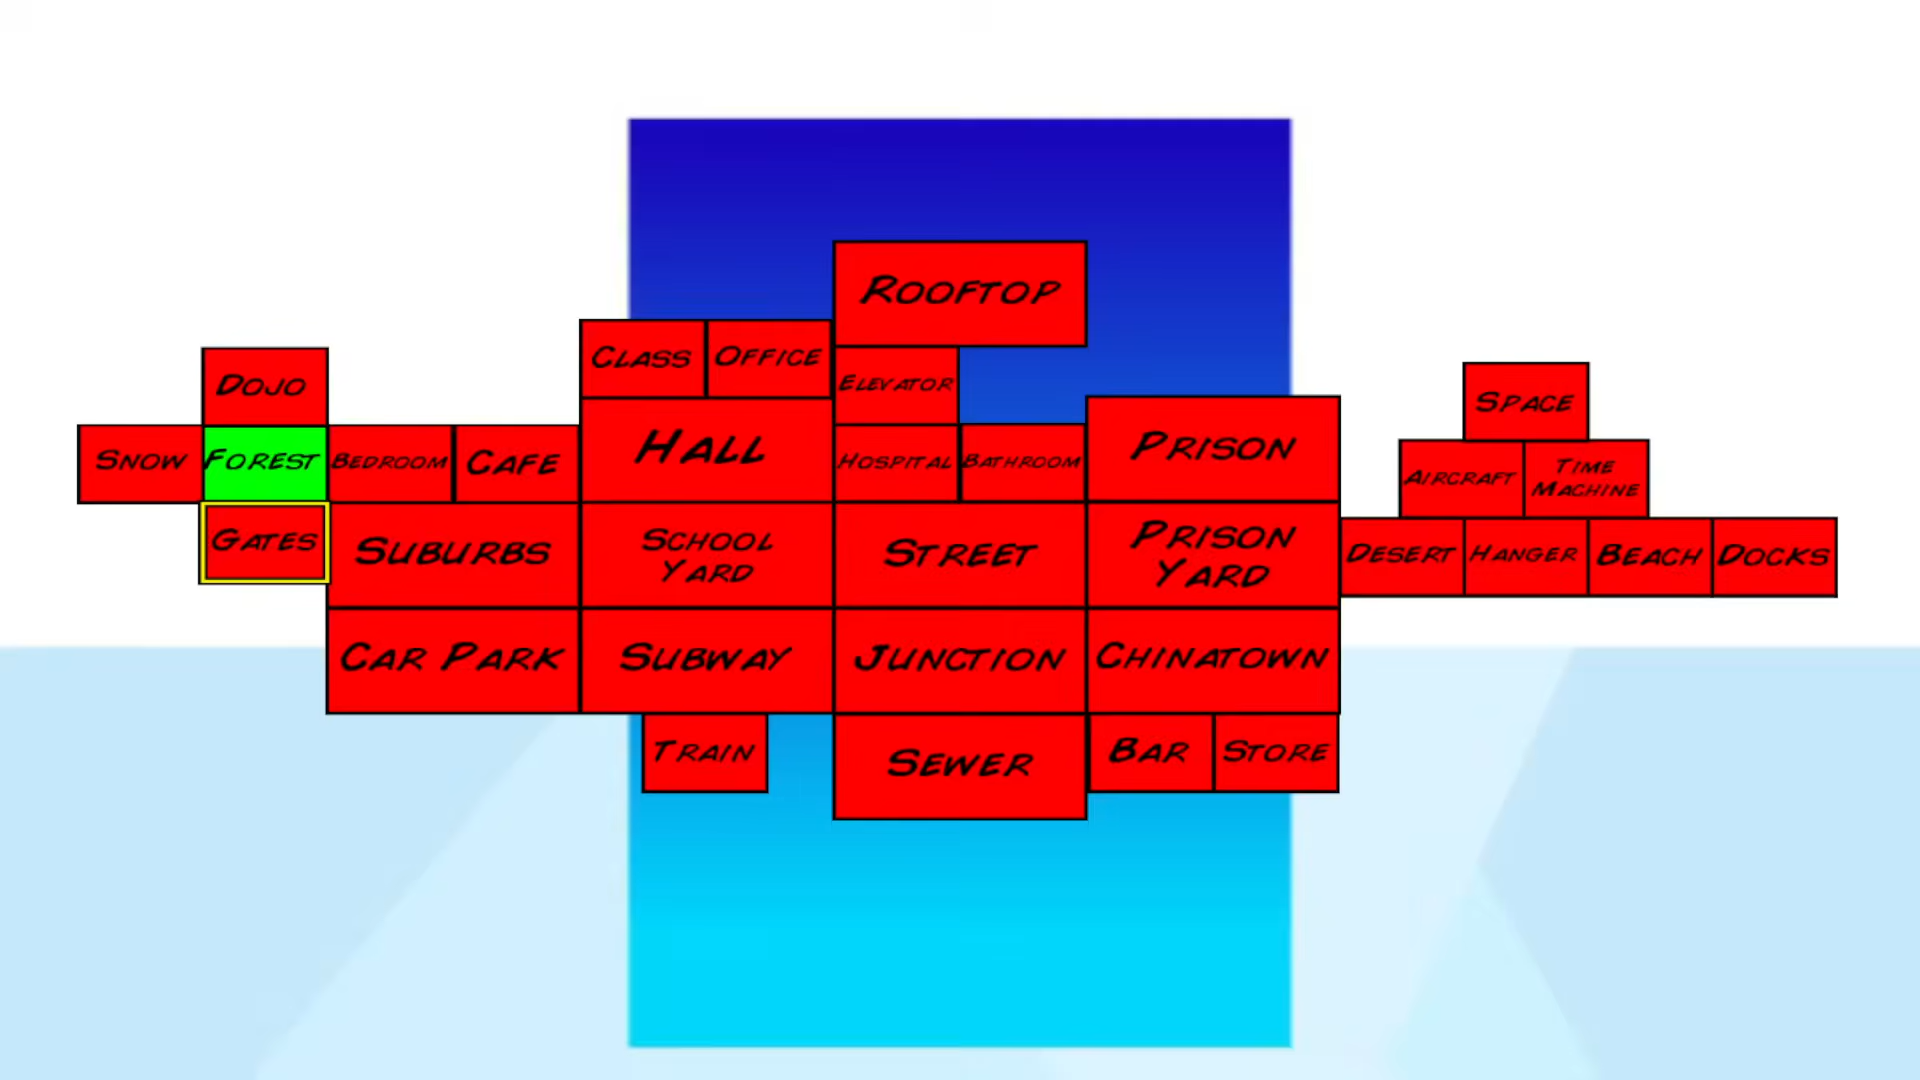 Rooftop
Class
Office
Elevator
Dojo
Space
Snow
Forest
Bedroom
Cafe
Hall
Hospital
Bathroom
Prison
Aircraft
Time
Machine
Gates
Suburbs
School
Yard
Street
Prison
Yard
Desert
Hanger
Beach
Docks
Car Park
Subway
Junction
Chinatown
Train
Sewer
Bar
Store